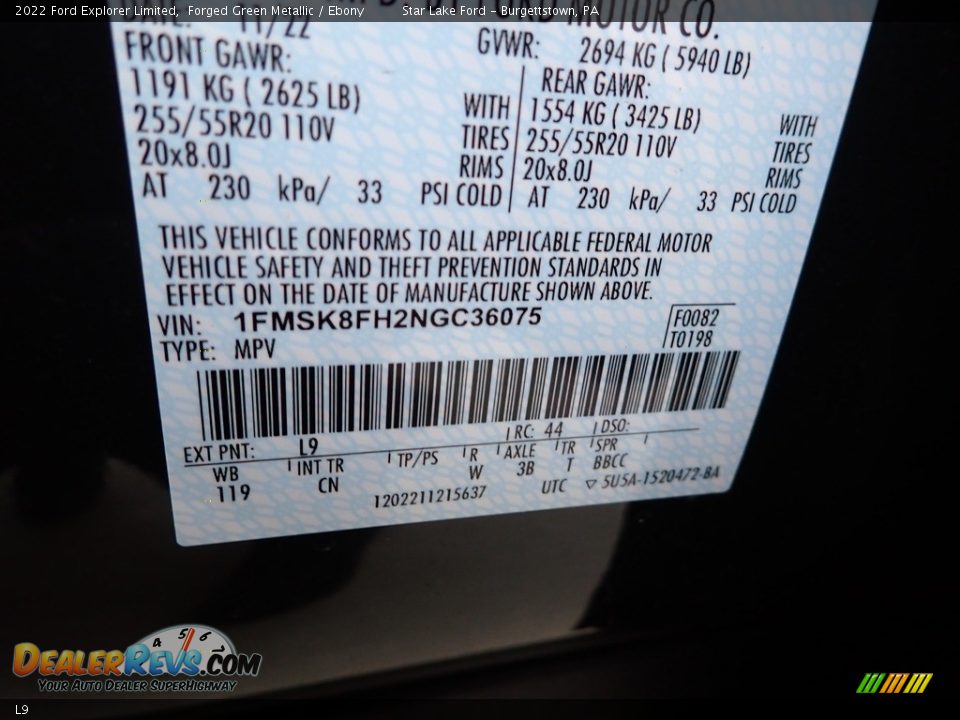 2022 Ford Explorer Limited,  Forged Green Metallic / Ebony  Star Lake Ford - Burgettstown, PA
MOTOR CO.
DATE: 11/22
GVWR: 2694 KG ( 5940 LB)
FRONT GAWR: REAR GAWR:
1191 KG ( 2625 LB) WITH 1554 KG ( 3425 LB) WITH
255/55R20 110V TIRES 255/55R20 110V TIRES
20x8.0J RIMS 20x8.0J RIMS
AT 230 kPa/ 33 PSI COLD AT 230 kPa/ 33 PSI COLD
THIS VEHICLE CONFORMS TO ALL APPLICABLE FEDERAL MOTOR
VEHICLE SAFETY AND THEFT PREVENTION STANDARDS IN
EFFECT ON THE DATE OF MANUFACTURE SHOWN ABOVE.
VIN: 1FMSK8FH2NGC36075 F0082
TYPE: MPV T0198
EXT PNT: L9 RC: 44 DSO:
WB INT TR TP/PS R AXLE TR SPR
119 CN W 3B T BBCC
1202211215637 UTC ▽ 5U5A-1520472-BA
4 5 6
DEALERREVS.COM
YOUR AUTO DEALER SUPERHIGHWAY
L9